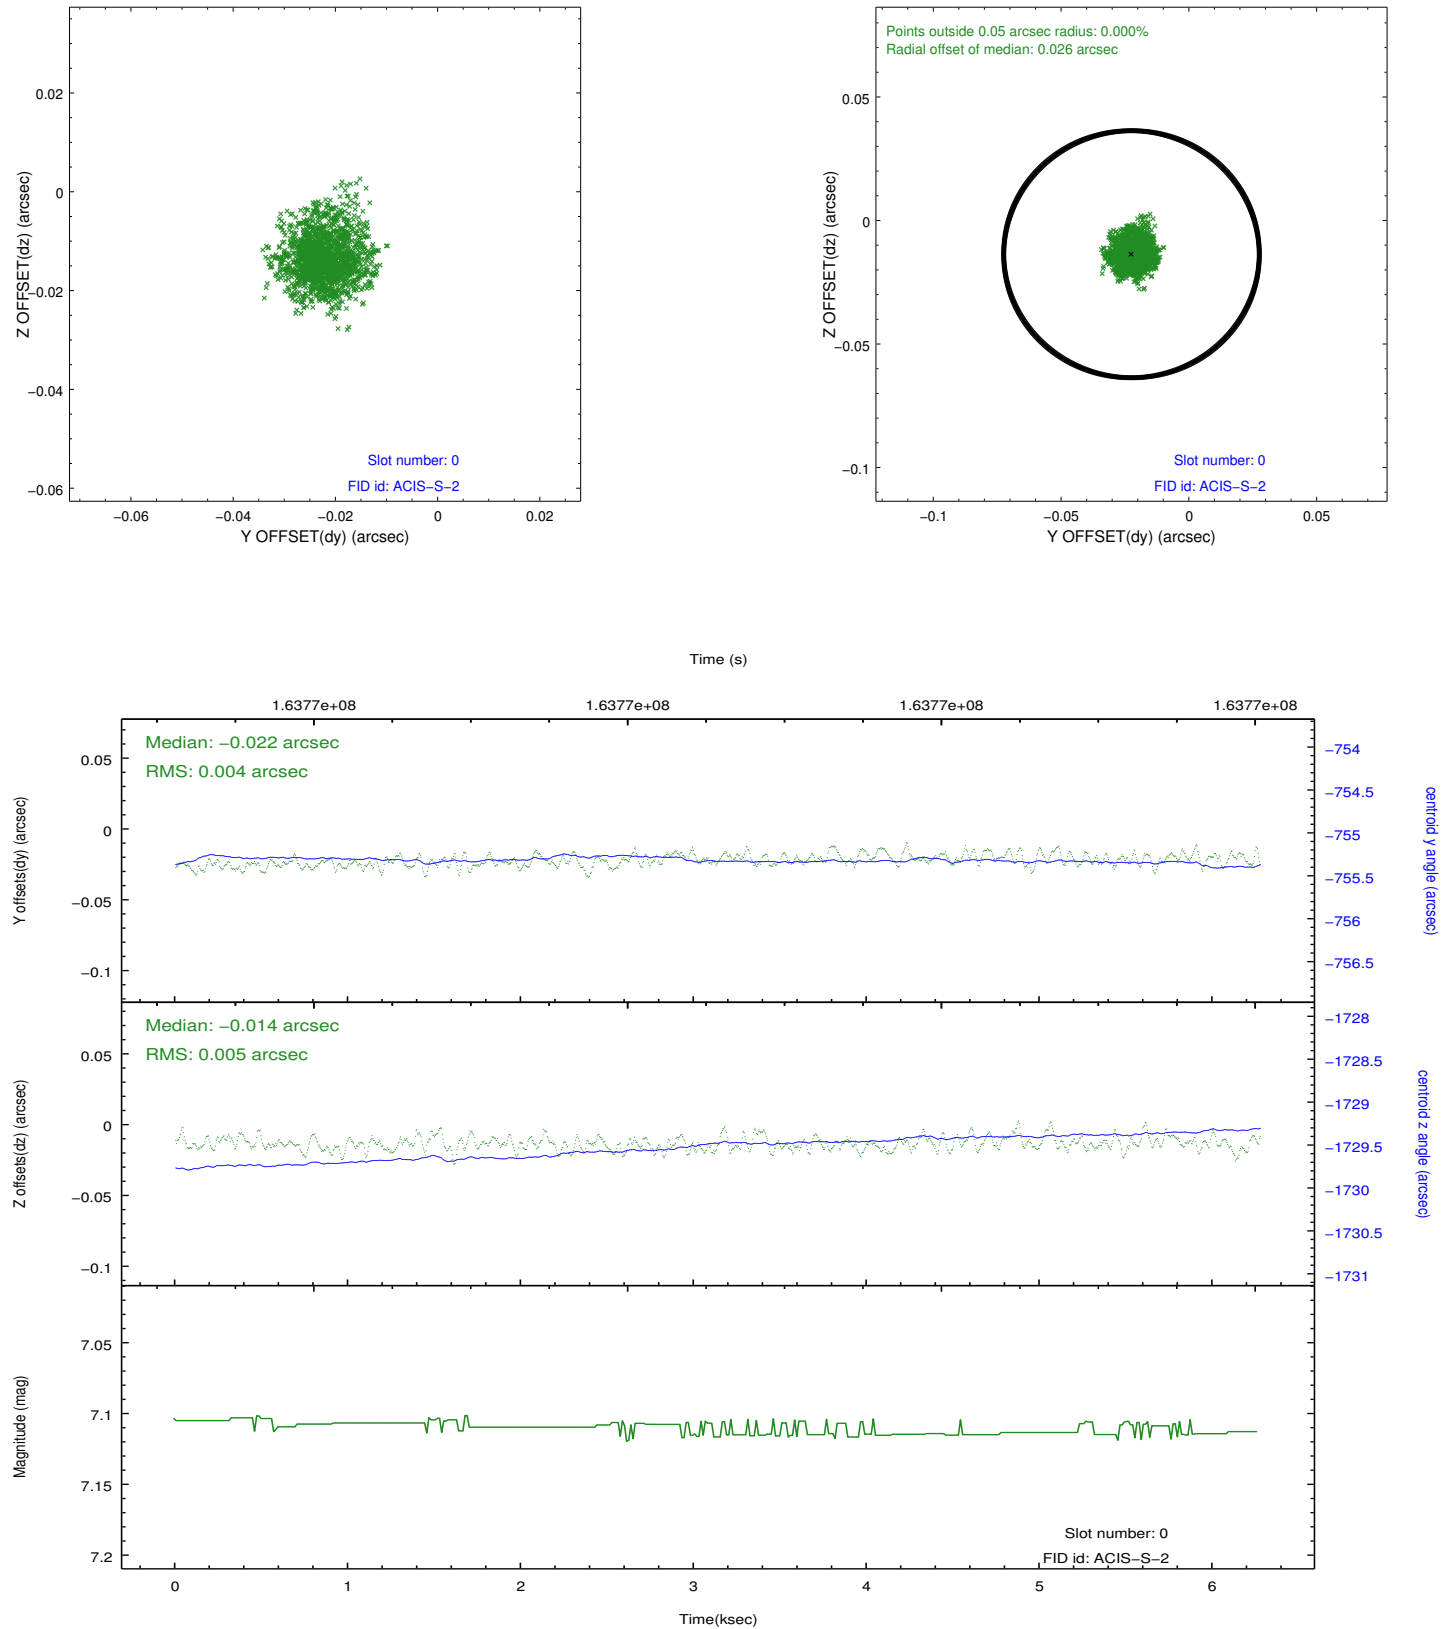 0.02
0
−0.02
−0.04
−0.06
Z OFFSET(dz) (arcsec)
Slot number: 0
FID id: ACIS−S−2
−0.06
−0.04
−0.02
0
0.02
Y OFFSET(dy) (arcsec)
Points outside 0.05 arcsec radius: 0.000%
Radial offset of median: 0.026 arcsec
0.05
0
−0.05
−0.1
Z OFFSET(dz) (arcsec)
Slot number: 0
FID id: ACIS−S−2
−0.1
−0.05
0
0.05
Y OFFSET(dy) (arcsec)
Time (s)
1.6377e+08
1.6377e+08
1.6377e+08
1.6377e+08
Median: −0.022 arcsec
RMS: 0.004 arcsec
0.05
0
−0.05
−0.1
Y offsets(dy) (arcsec)
−754
−754.5
−755
−755.5
−756
−756.5
centroid y angle (arcsec)
Median: −0.014 arcsec
RMS: 0.005 arcsec
0.05
0
−0.05
−0.1
Z offsets(dz) (arcsec)
−1728
−1728.5
−1729
−1729.5
−1730
−1730.5
−1731
centroid z angle (arcsec)
7.05
7.1
7.15
7.2
Magnitude (mag)
Slot number: 0
FID id: ACIS−S−2
0
1
2
3
4
5
6
Time(ksec)